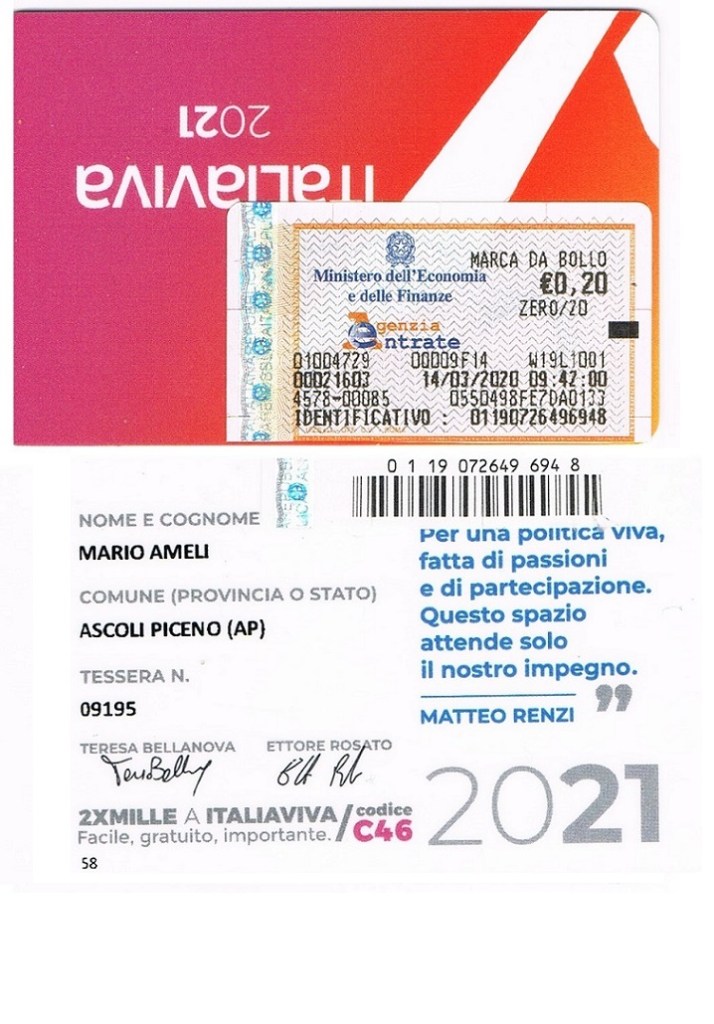 2021
ITALIAVIVA
MARCA DA BOLLO
Ministero dell'Economia
e delle Finanze
€0,20
ZERO/20
Agenzia
Entrate
01004729 00009F14 W19L1001
00021603 14/03/2020 09:42:00
4578-00085 0550498FE7DA0133
IDENTIFICATIVO : 01190726496948
0 1 19 072649 694 8
NOME E COGNOME
MARIO AMELI
COMUNE (PROVINCIA O STATO)
ASCOLI PICENO (AP)
TESSERA N.
09195
Per una politica viva,
fatta di passioni
e di partecipazione.
Questo spazio
attende solo
il nostro impegno.
”
MATTEO RENZI
TERESA BELLANOVA ETTORE ROSATO
2XMILLE A ITALIAVIVA/codice
Facile, gratuito, importante. C46
2021
58